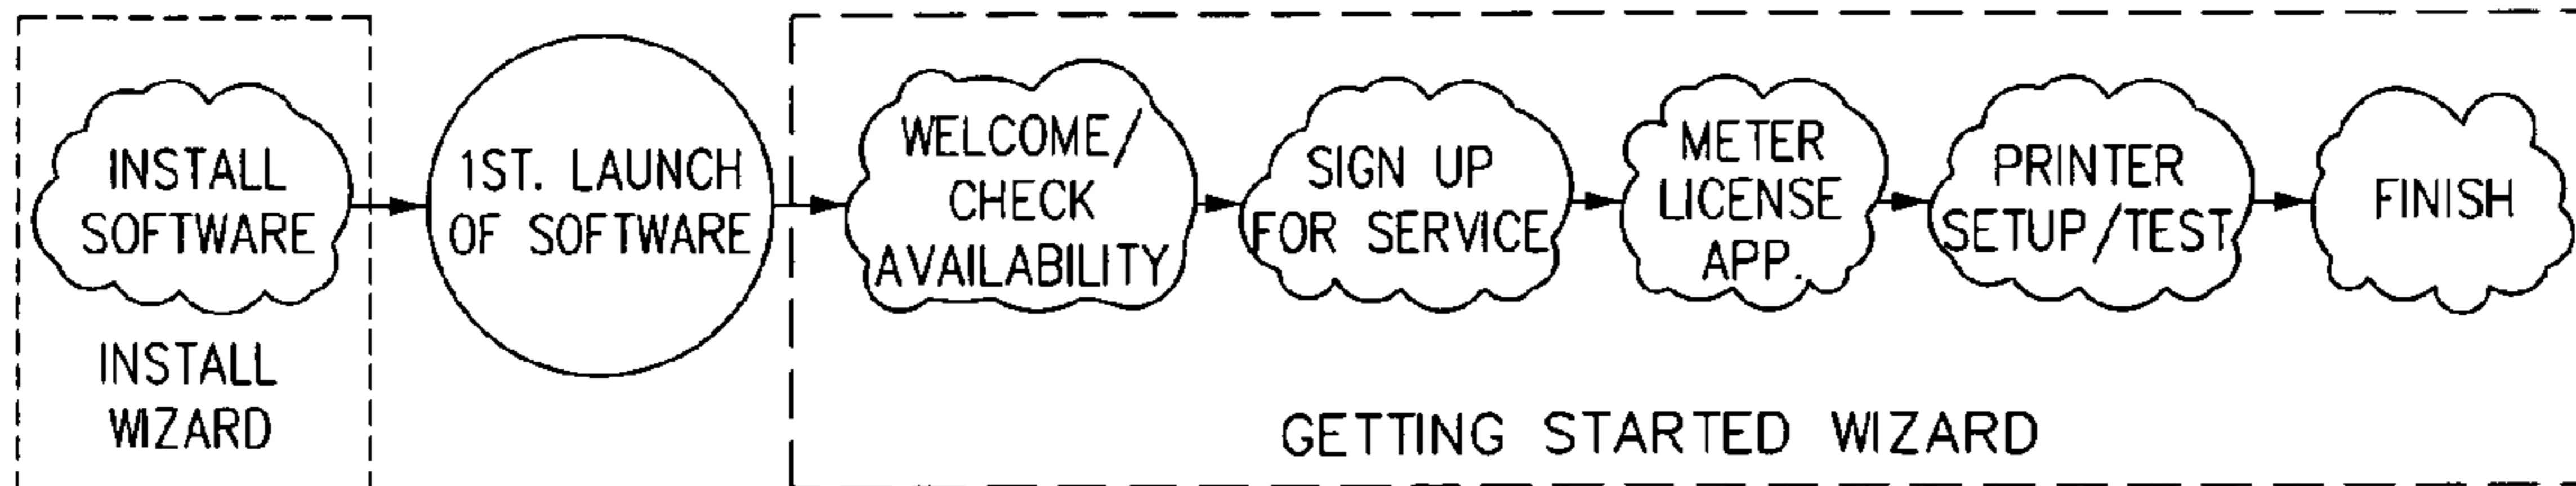 INSTALL
SOFTWARE
INSTALL
WIZARD
1ST. LAUNCH
OF SOFTWARE
WELCOME/
CHECK
AVAILABILITY
SIGN UP
FOR SERVICE
METER
LICENSE
APP.
PRINTER
SETUP/TEST
FINISH
GETTING STARTED WIZARD